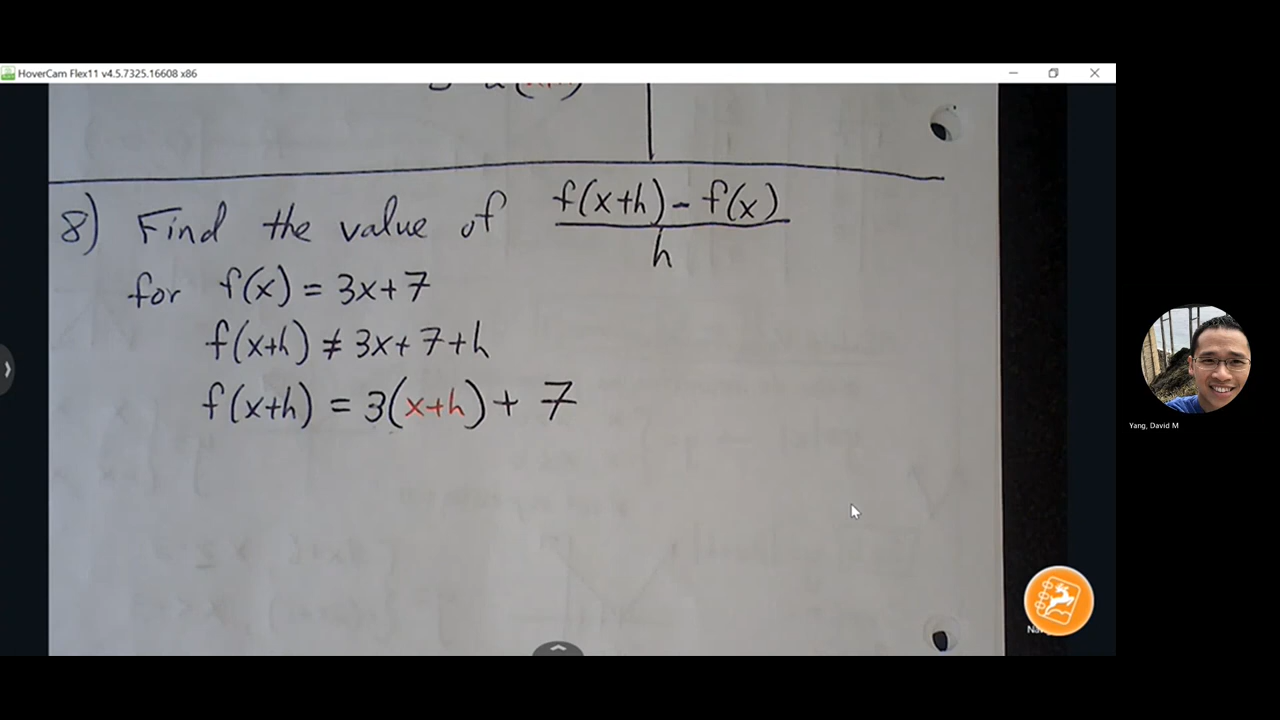 HoverCam Flex11 v4.5.7325.16608 x86
8) Find the value of f(x+h) - f(x)
h
for f(x) = 3x+7
f(x+h) ≠ 3x+7+h
f(x+h) = 3(x+h) + 7
Yang, David M